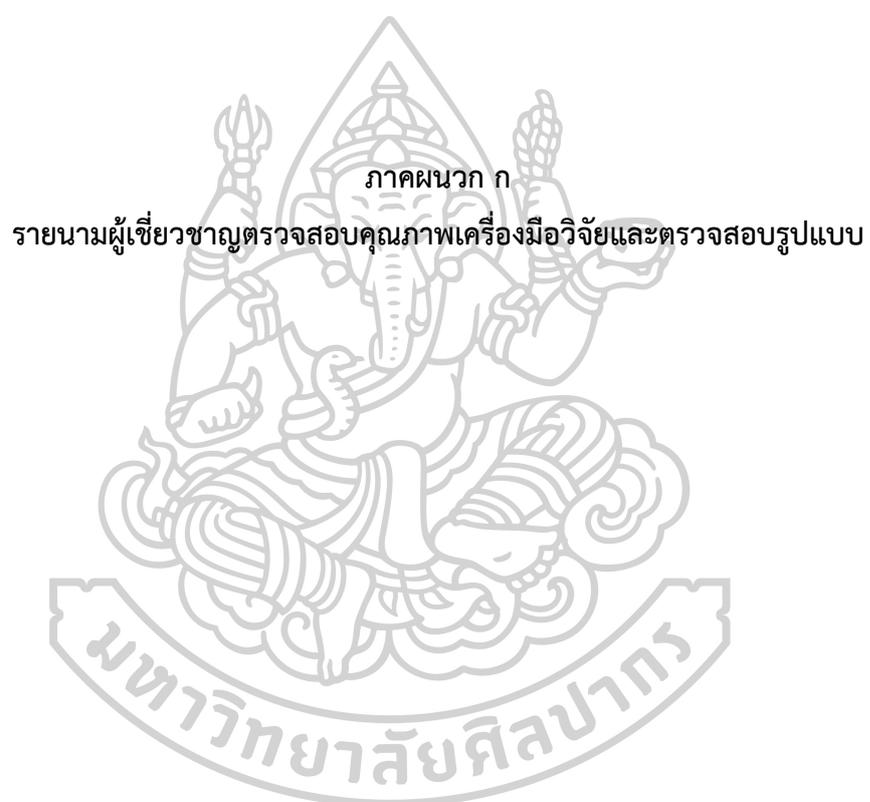 ภาคผนวก ก
รายนามผู้เชี่ยวชาญตรวจสอบคุณภาพเครื่องมือวิจัยและตรวจสอบรูปแบบ
มหาวิทยาลัยศิลปากร